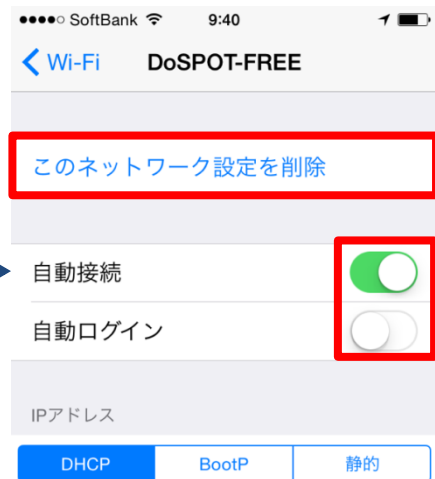 SoftBank 9:40
Wi-Fi DoSPOT-FREE
このネットワーク設定を削除
自動接続
自動ログイン
IPアドレス
DHCP BootP 静的